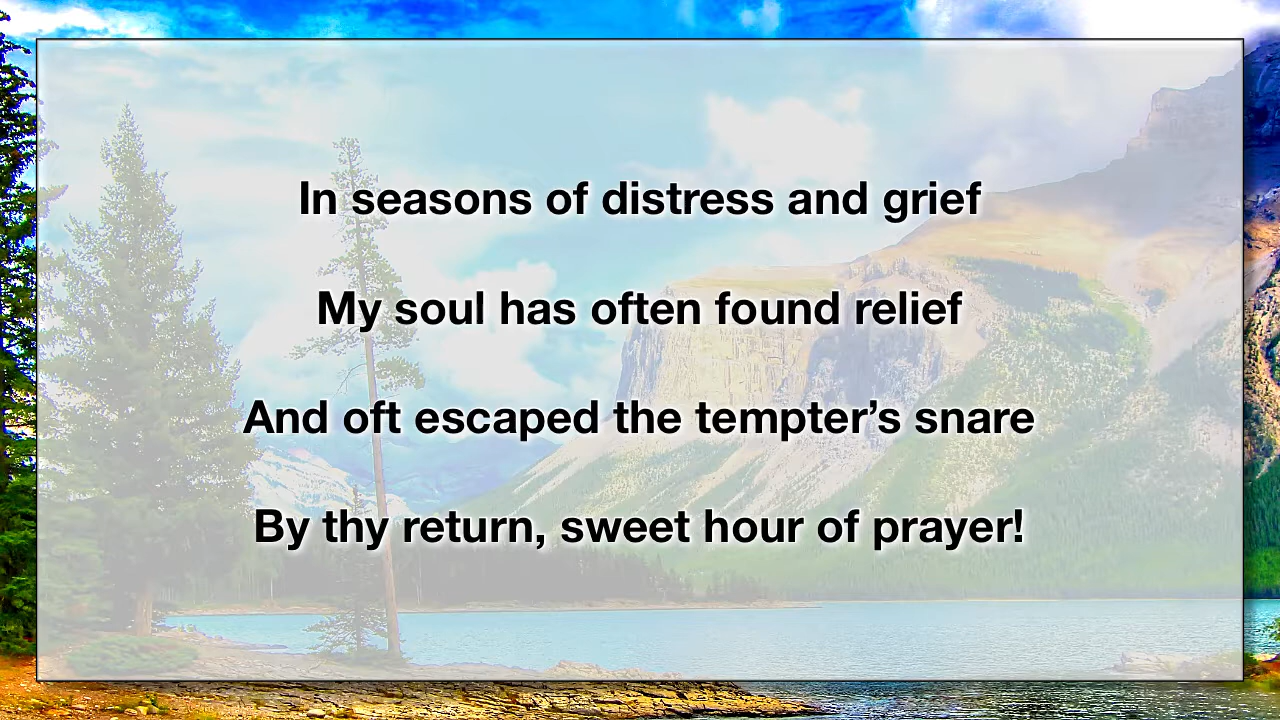 In seasons of distress and grief
My soul has often found relief
And oft escaped the tempter’s snare
By thy return, sweet hour of prayer!